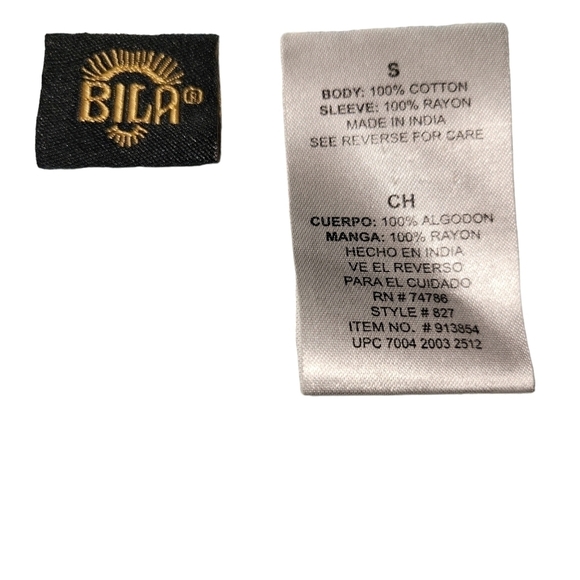 BILA®
S
BODY: 100% COTTON
SLEEVE: 100% RAYON
MADE IN INDIA
SEE REVERSE FOR CARE
CH
CUERPO: 100% ALGODON
MANGA: 100% RAYON
HECHO EN INDIA
VE EL REVERSO
PARA EL CUIDADO
RN # 74786
STYLE # 827
ITEM NO. # 913854
UPC 7004 2003 2512